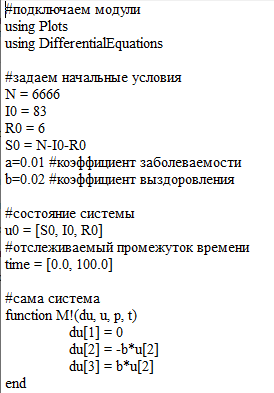 #подключаем модули
using Plots
using DifferentialEquations
#задаем начальные условия
N = 6666
I0 = 83
R0 = 6
S0 = N-I0-R0
a=0.01 #коэффициент заболеваемости
b=0.02 #коэффициент выздоровления
#состояние системы
u0 = [S0, I0, R0]
#отслеживаемый промежуток времени
time = [0.0, 100.0]
#сама система
function M!(du, u, p, t)
du[1] = 0
du[2] = -b*u[2]
du[3] = b*u[2]
end